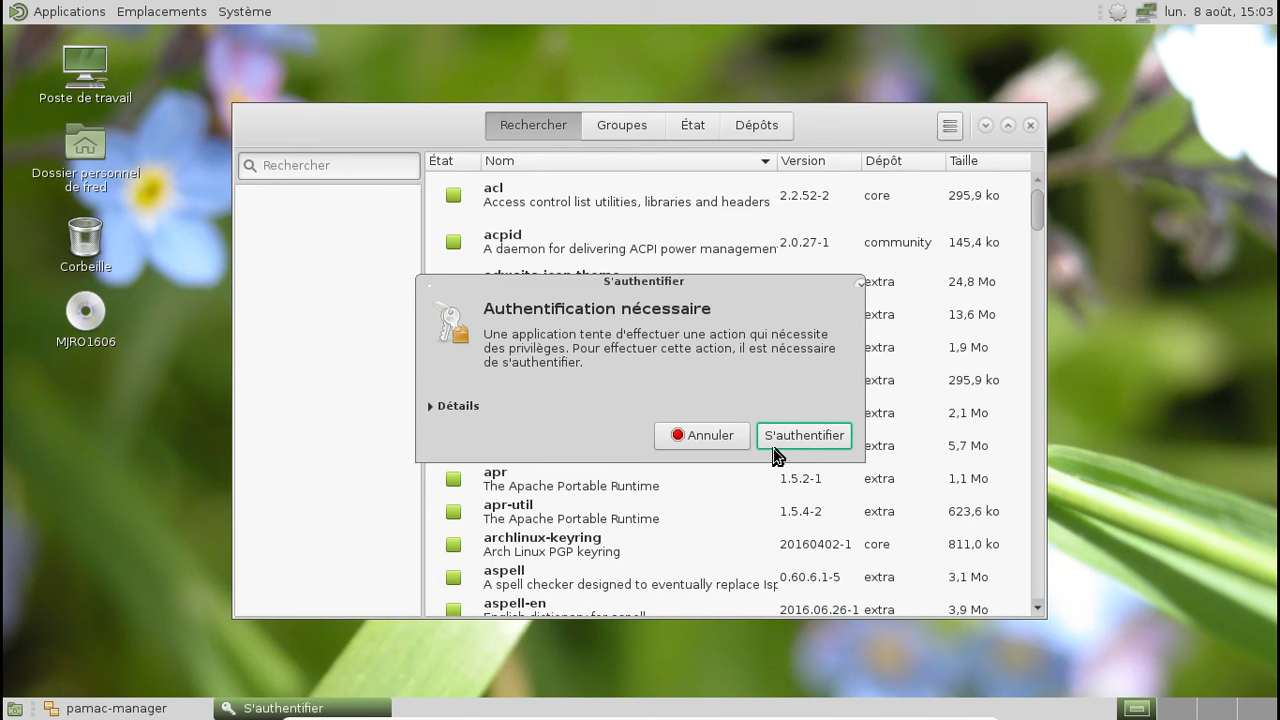 Applications Emplacements Système lun. 8 août, 15:03
Poste de travail
Dossier personnel
de fred
Corbeille
MJRO1606
Rechercher Groupes État Dépôts
Rechercher
État Nom Version Dépôt Taille
acl
Access control list utilities, libraries and headers
2.2.52-2 core 295,9 ko
acpid
A daemon for delivering ACPI power managemen
2.0.27-1 community 145,4 ko
extra 24,8 Mo
extra 13,6 Mo
extra 1,9 Mo
extra 295,9 ko
extra 2,1 Mo
extra 5,7 Mo
S'authentifier
Authentification nécessaire
Une application tente d'effectuer une action qui nécessite
des privilèges. Pour effectuer cette action, il est nécessaire
de s'authentifier.
Détails
Annuler S'authentifier
apr
The Apache Portable Runtime
1.5.2-1 extra 1,1 Mo
apr-util
The Apache Portable Runtime
1.5.4-2 extra 623,6 ko
archlinux-keyring
Arch Linux PGP keyring
20160402-1 core 811,0 ko
aspell
A spell checker designed to eventually replace Isp
0.60.6.1-5 extra 3,1 Mo
aspell-en
English dictionary for aspell
2016.06.26-1 extra 3,9 Mo
pamac-manager S'authentifier